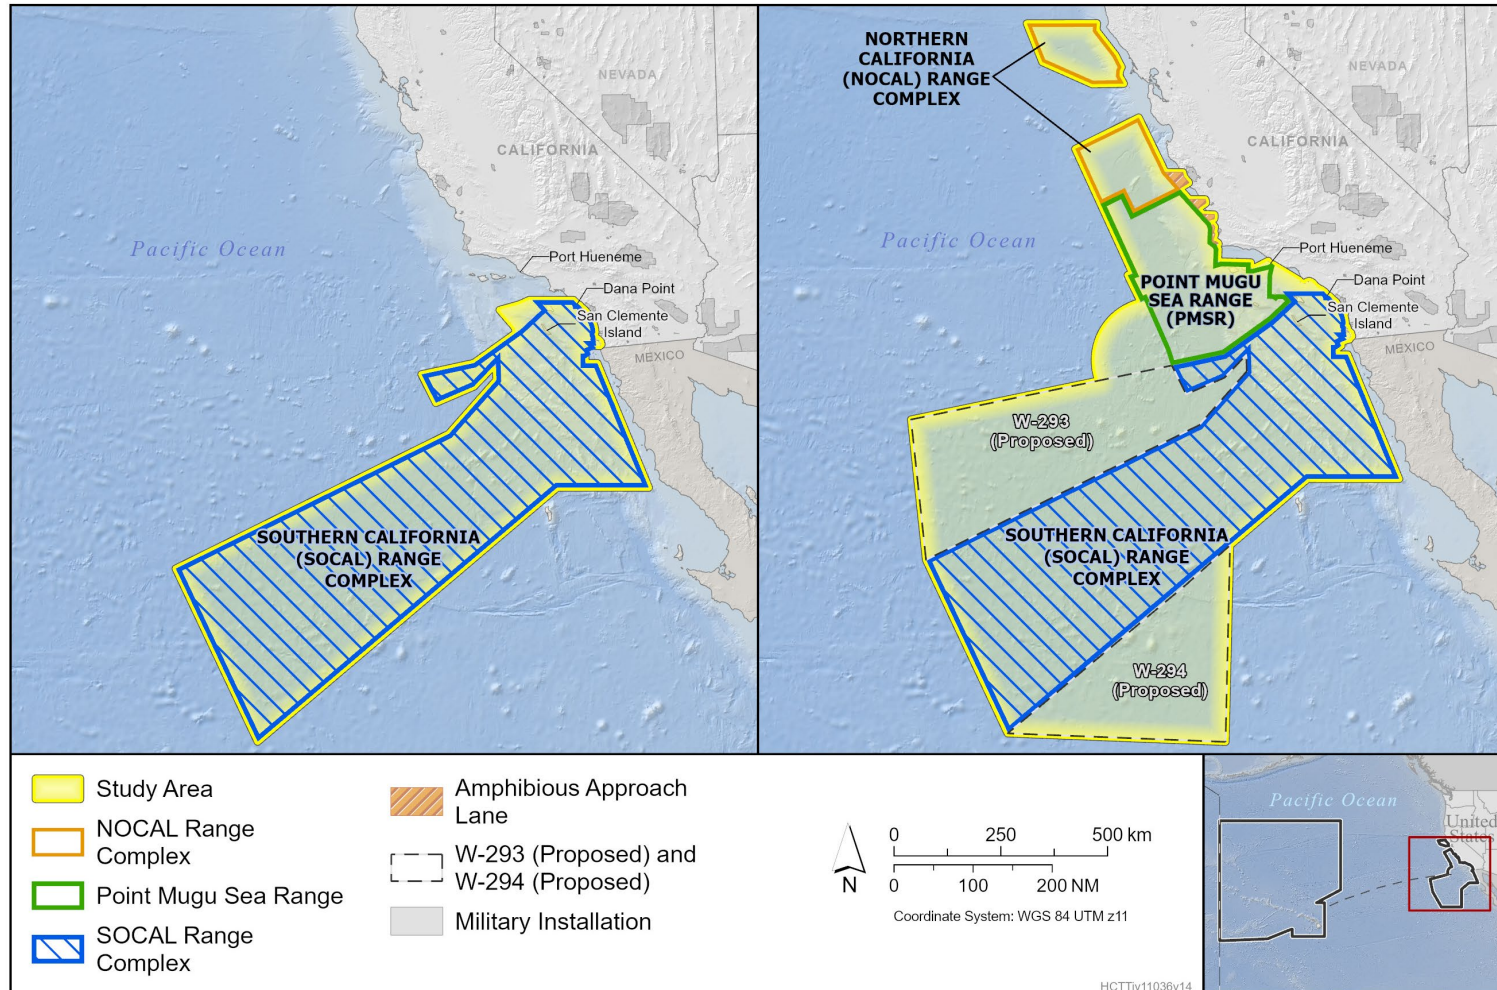 NEVADA
CALIFORNIA
Pacific Ocean
Port Hueneme
Dana Point
San Clemente
Island
MEXICO
SOUTHERN CALIFORNIA
(SOCAL) RANGE
COMPLEX
NORTHERN
CALIFORNIA
(NOCAL) RANGE
COMPLEX
NEVADA
CALIFORNIA
Pacific Ocean
Port Hueneme
POINT MUGU
SEA RANGE
(PMSR)
Dana Point
San Clemente
Island
MEXICO
W-293
(Proposed)
SOUTHERN CALIFORNIA
(SOCAL) RANGE
COMPLEX
W-294
(Proposed)
Study Area
NOCAL Range
Complex
Point Mugu Sea Range
SOCAL Range
Complex
Amphibious Approach
Lane
W-293 (Proposed) and
W-294 (Proposed)
Military Installation
N
0 250 500 km
0 100 200 NM
Coordinate System: WGS 84 UTM z11
HCTTiv11036v14
Pacific Ocean
United
States